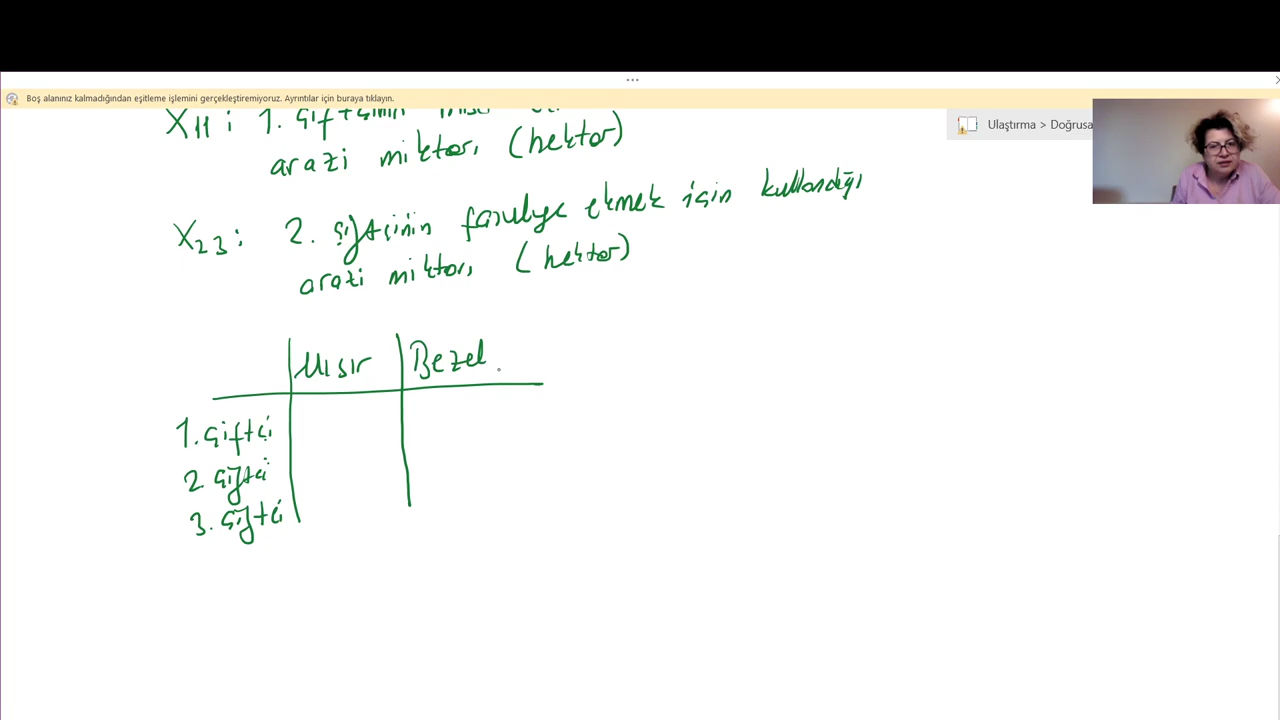 Boş alanınız kalmadığından eşitleme işlemini gerçekleştiremiyoruz. Ayrıntılar için buraya tıklayın.
Ulaştırma > Doğrusa
X11: 1. çiftçinin
arazi miktarı (hektar)
X23: 2. çiftçinin fasulye ekmek için kullandığı
arazi miktarı (hektar)
Mısır Bezel
1. çiftçi
2. çiftçi
3. çiftçi